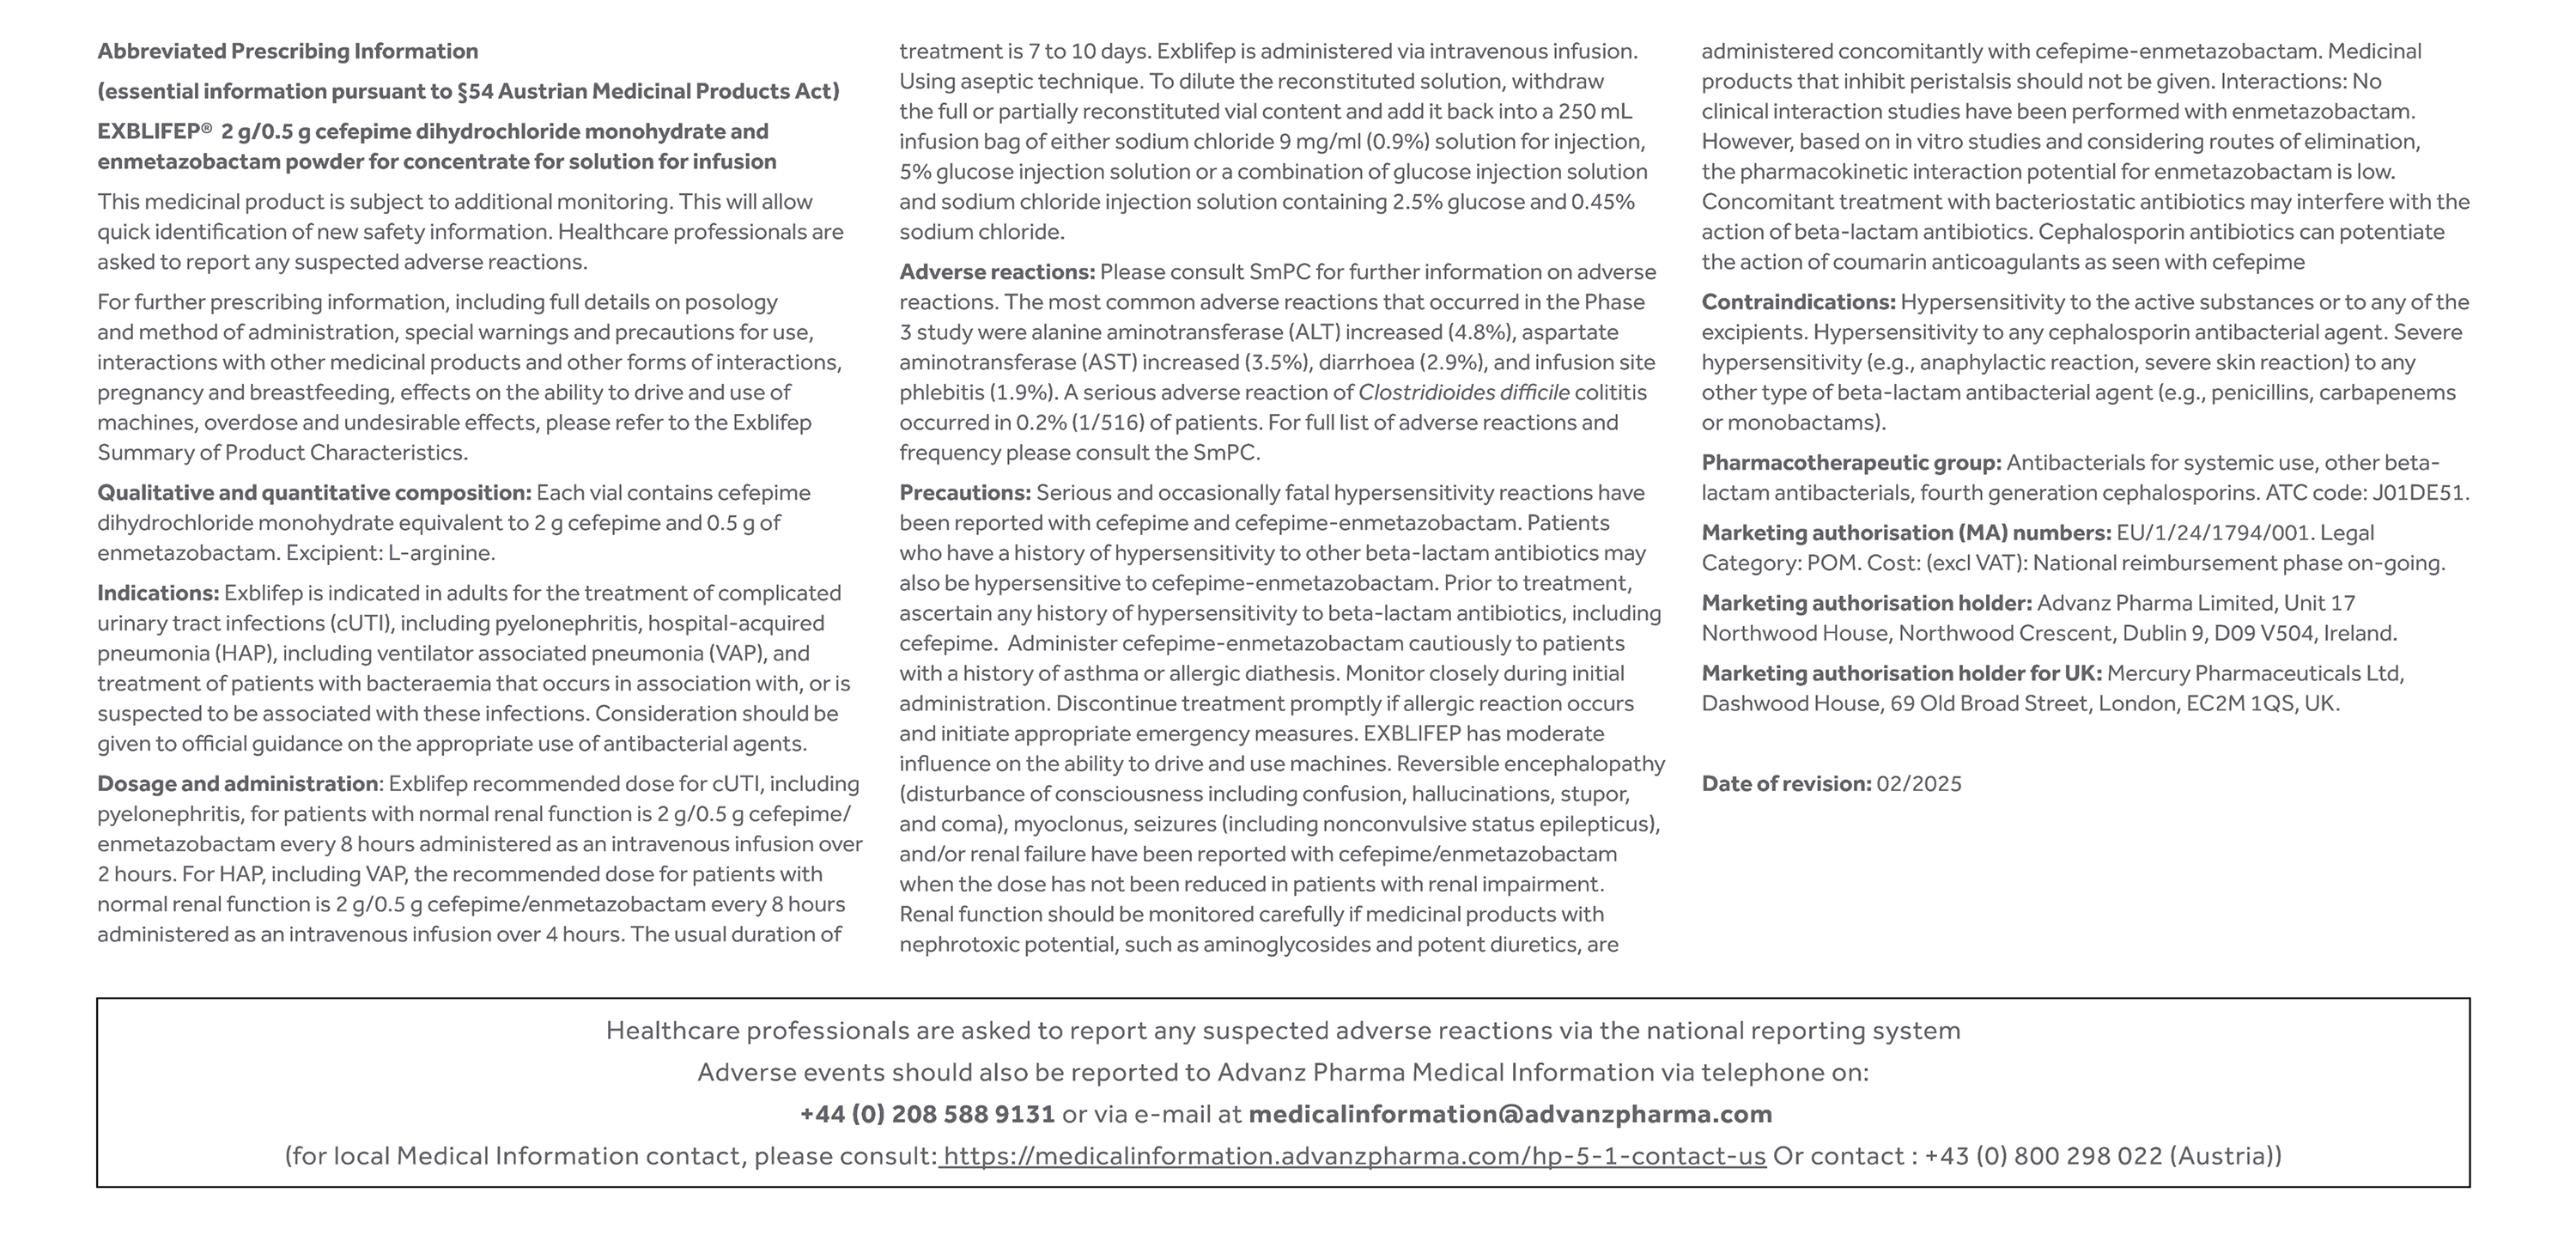 Abbreviated Prescribing Information
(essential information pursuant to §54 Austrian Medicinal Products Act)
EXBLIFEP® 2 g/0.5 g cefepime dihydrochloride monohydrate and
enmetazobactam powder for concentrate for solution for infusion
This medicinal product is subject to additional monitoring. This will allow
quick identification of new safety information. Healthcare professionals are
asked to report any suspected adverse reactions.
For further prescribing information, including full details on posology
and method of administration, special warnings and precautions for use,
interactions with other medicinal products and other forms of interactions,
pregnancy and breastfeeding, effects on the ability to drive and use of
machines, overdose and undesirable effects, please refer to the Exblifep
Summary of Product Characteristics.
Qualitative and quantitative composition: Each vial contains cefepime
dihydrochloride monohydrate equivalent to 2 g cefepime and 0.5 g of
enmetazobactam. Excipient: L-arginine.
Indications: Exblifep is indicated in adults for the treatment of complicated
urinary tract infections (cUTI), including pyelonephritis, hospital-acquired
pneumonia (HAP), including ventilator associated pneumonia (VAP), and
treatment of patients with bacteraemia that occurs in association with, or is
suspected to be associated with these infections. Consideration should be
given to official guidance on the appropriate use of antibacterial agents.
Dosage and administration: Exblifep recommended dose for cUTI, including
pyelonephritis, for patients with normal renal function is 2 g/0.5 g cefepime/
enmetazobactam every 8 hours administered as an intravenous infusion over
2 hours. For HAP, including VAP, the recommended dose for patients with
normal renal function is 2 g/0.5 g cefepime/enmetazobactam every 8 hours
administered as an intravenous infusion over 4 hours. The usual duration of
treatment is 7 to 10 days. Exblifep is administered via intravenous infusion.
Using aseptic technique. To dilute the reconstituted solution, withdraw
the full or partially reconstituted vial content and add it back into a 250 mL
infusion bag of either sodium chloride 9 mg/ml (0.9%) solution for injection,
5% glucose injection solution or a combination of glucose injection solution
and sodium chloride injection solution containing 2.5% glucose and 0.45%
sodium chloride.
Adverse reactions: Please consult SmPC for further information on adverse
reactions. The most common adverse reactions that occurred in the Phase
3 study were alanine aminotransferase (ALT) increased (4.8%), aspartate
aminotransferase (AST) increased (3.5%), diarrhoea (2.9%), and infusion site
phlebitis (1.9%). A serious adverse reaction of Clostridioides difficile colititis
occurred in 0.2% (1/516) of patients. For full list of adverse reactions and
frequency please consult the SmPC.
Precautions: Serious and occasionally fatal hypersensitivity reactions have
been reported with cefepime and cefepime-enmetazobactam. Patients
who have a history of hypersensitivity to other beta-lactam antibiotics may
also be hypersensitive to cefepime-enmetazobactam. Prior to treatment,
ascertain any history of hypersensitivity to beta-lactam antibiotics, including
cefepime.  Administer cefepime-enmetazobactam cautiously to patients
with a history of asthma or allergic diathesis. Monitor closely during initial
administration. Discontinue treatment promptly if allergic reaction occurs
and initiate appropriate emergency measures. EXBLIFEP has moderate
influence on the ability to drive and use machines. Reversible encephalopathy
(disturbance of consciousness including confusion, hallucinations, stupor,
and coma), myoclonus, seizures (including nonconvulsive status epilepticus),
and/or renal failure have been reported with cefepime/enmetazobactam
when the dose has not been reduced in patients with renal impairment.
Renal function should be monitored carefully if medicinal products with
nephrotoxic potential, such as aminoglycosides and potent diuretics, are
administered concomitantly with cefepime-enmetazobactam. Medicinal
products that inhibit peristalsis should not be given. Interactions: No
clinical interaction studies have been performed with enmetazobactam.
However, based on in vitro studies and considering routes of elimination,
the pharmacokinetic interaction potential for enmetazobactam is low.
Concomitant treatment with bacteriostatic antibiotics may interfere with the
action of beta-lactam antibiotics. Cephalosporin antibiotics can potentiate
the action of coumarin anticoagulants as seen with cefepime
Contraindications: Hypersensitivity to the active substances or to any of the
excipients. Hypersensitivity to any cephalosporin antibacterial agent. Severe
hypersensitivity (e.g., anaphylactic reaction, severe skin reaction) to any
other type of beta-lactam antibacterial agent (e.g., penicillins, carbapenems
or monobactams).
Pharmacotherapeutic group: Antibacterials for systemic use, other beta-
lactam antibacterials, fourth generation cephalosporins. ATC code: J01DE51.
Marketing authorisation (MA) numbers: EU/1/24/1794/001. Legal
Category: POM. Cost: (excl VAT): National reimbursement phase on-going.
Marketing authorisation holder: Advanz Pharma Limited, Unit 17
Northwood House, Northwood Crescent, Dublin 9, D09 V504, Ireland.
Marketing authorisation holder for UK: Mercury Pharmaceuticals Ltd,
Dashwood House, 69 Old Broad Street, London, EC2M 1QS, UK.
Date of revision: 02/2025
Healthcare professionals are asked to report any suspected adverse reactions via the national reporting system
Adverse events should also be reported to Advanz Pharma Medical Information via telephone on:
+44 (0) 208 588 9131 or via e-mail at medicalinformation@advanzpharma.com
(for local Medical Information contact, please consult: https://medicalinformation.advanzpharma.com/hp-5-1-contact-us Or contact : +43 (0) 800 298 022 (Austria))